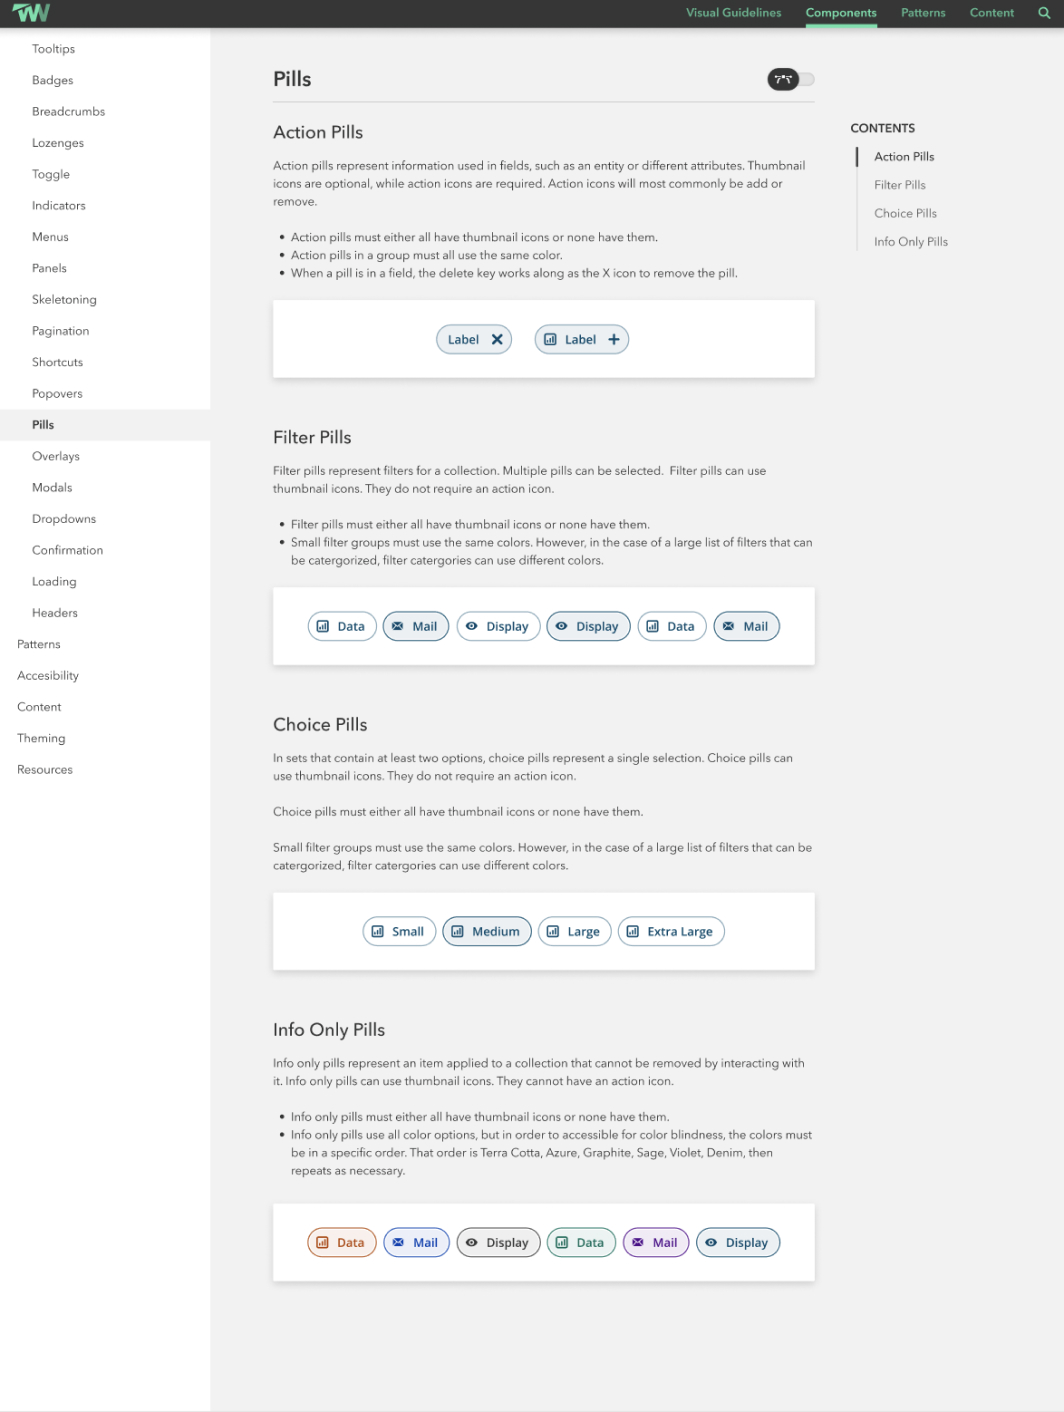 TW
Visual Guidelines
Components
Patterns
Content
Tooltips
Badges
Breadcrumbs
Lozenges
Toggle
Indicators
Menus
Panels
Skeletoning
Pagination
Shortcuts
Popovers
Pills
Overlays
Modals
Dropdowns
Confirmation
Loading
Headers
Patterns
Accesibility
Content
Theming
Resources
Pills
Action Pills
Action pills represent information used in fields, such as an entity or different attributes. Thumbnail
icons are optional, while action icons are required. Action icons will most commonly be add or
remove.
• Action pills must either all have thumbnail icons or none have them.
• Action pills in a group must all use the same color.
• When a pill is in a field, the delete key works along as the X icon to remove the pill.
Label
Label
Filter Pills
Filter pills represent filters for a collection. Multiple pills can be selected.  Filter pills can use
thumbnail icons. They do not require an action icon.
• Filter pills must either all have thumbnail icons or none have them.
• Small filter groups must use the same colors. However, in the case of a large list of filters that can
be catergorized, filter catergories can use different colors.
Data
Mail
Display
Display
Data
Mail
Choice Pills
In sets that contain at least two options, choice pills represent a single selection. Choice pills can
use thumbnail icons. They do not require an action icon.
Choice pills must either all have thumbnail icons or none have them.
Small filter groups must use the same colors. However, in the case of a large list of filters that can be
catergorized, filter catergories can use different colors.
Small
Medium
Large
Extra Large
Info Only Pills
Info only pills represent an item applied to a collection that cannot be removed by interacting with
it. Info only pills can use thumbnail icons. They cannot have an action icon.
• Info only pills must either all have thumbnail icons or none have them.
• Info only pills use all color options, but in order to accessible for color blindness, the colors must
be in a specific order. That order is Terra Cotta, Azure, Graphite, Sage, Violet, Denim, then
repeats as necessary.
Data
Mail
Display
Data
Mail
Display
CONTENTS
Action Pills
Filter Pills
Choice Pills
Info Only Pills